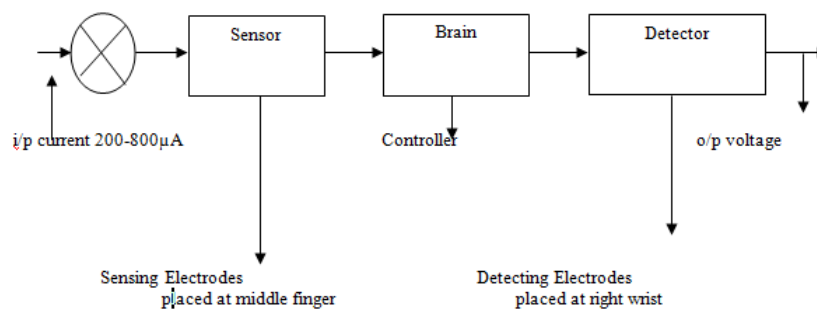 Sensor
Brain
Detector
i/p current 200-800µA
Controller
o/p voltage
Sensing Electrodes
placed at middle finger
Detecting Electrodes
placed at right wrist